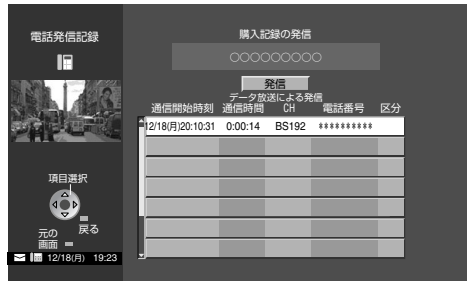 電話発信記録
購入記録の発信
○○○○○○○○○
発信
データ放送による発信
通信開始時刻 通信時間 CH 電話番号 区分
12/18(月)20:10:31 0:00:14 BS192 **********
項目選択
戻る
元の
画面
12/18(月) 19:23